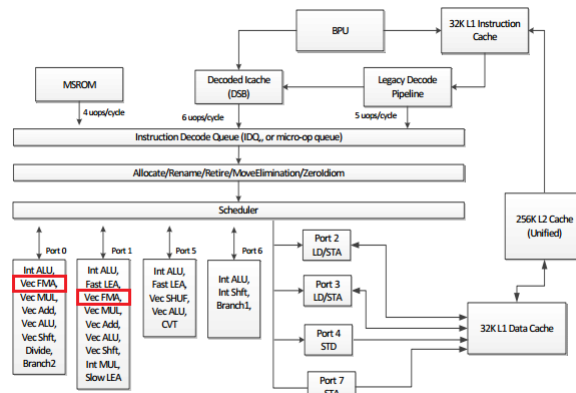 BPU
32K L1 Instruction
Cache
MSROM
Decoded Icache
(DSB)
Legacy Decode
Pipeline
4 uops/cycle
6 uops/cycle
5 uops/cycle
Instruction Decode Queue (IDQ,, or micro-op queue)
Allocate/Rename/Retire/MoveElimination/ZeroIdiom
Scheduler
256K L2 Cache
(Unified)
Port 0
Int ALU,
Vec FMA,
Vec MUL,
Vec Add,
Vec ALU,
Vec Shft,
Divide,
Branch2
Port 1
Int ALU,
Fast LEA,
Vec FMA,
Vec MUL,
Vec Add,
Vec ALU,
Vec Shft,
Int MUL,
Slow LEA
Port 5
Int ALU,
Fast LEA,
Vec SHUF,
Vec ALU,
CVT
Port 6
Int ALU,
Int Shft,
Branch1,
Port 2
LD/STA
Port 3
LD/STA
Port 4
STD
Port 7
STA
32K L1 Data Cache